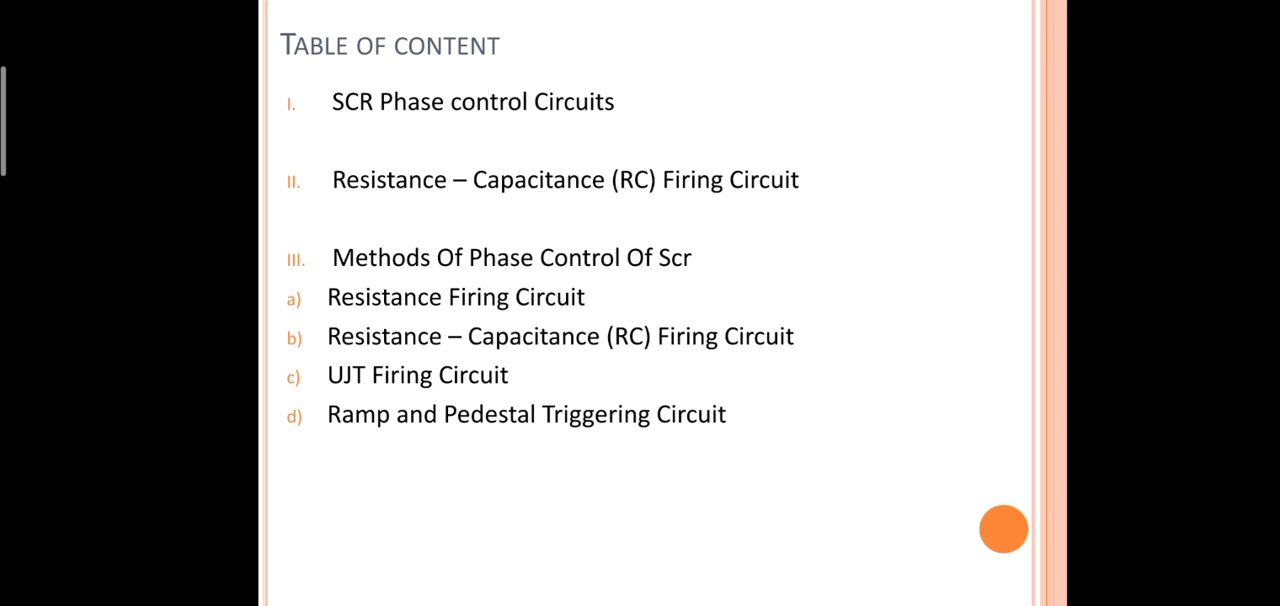 TABLE OF CONTENT
I. SCR Phase control Circuits
II. Resistance – Capacitance (RC) Firing Circuit
III. Methods Of Phase Control Of Scr
a) Resistance Firing Circuit
b) Resistance – Capacitance (RC) Firing Circuit
c) UJT Firing Circuit
d) Ramp and Pedestal Triggering Circuit